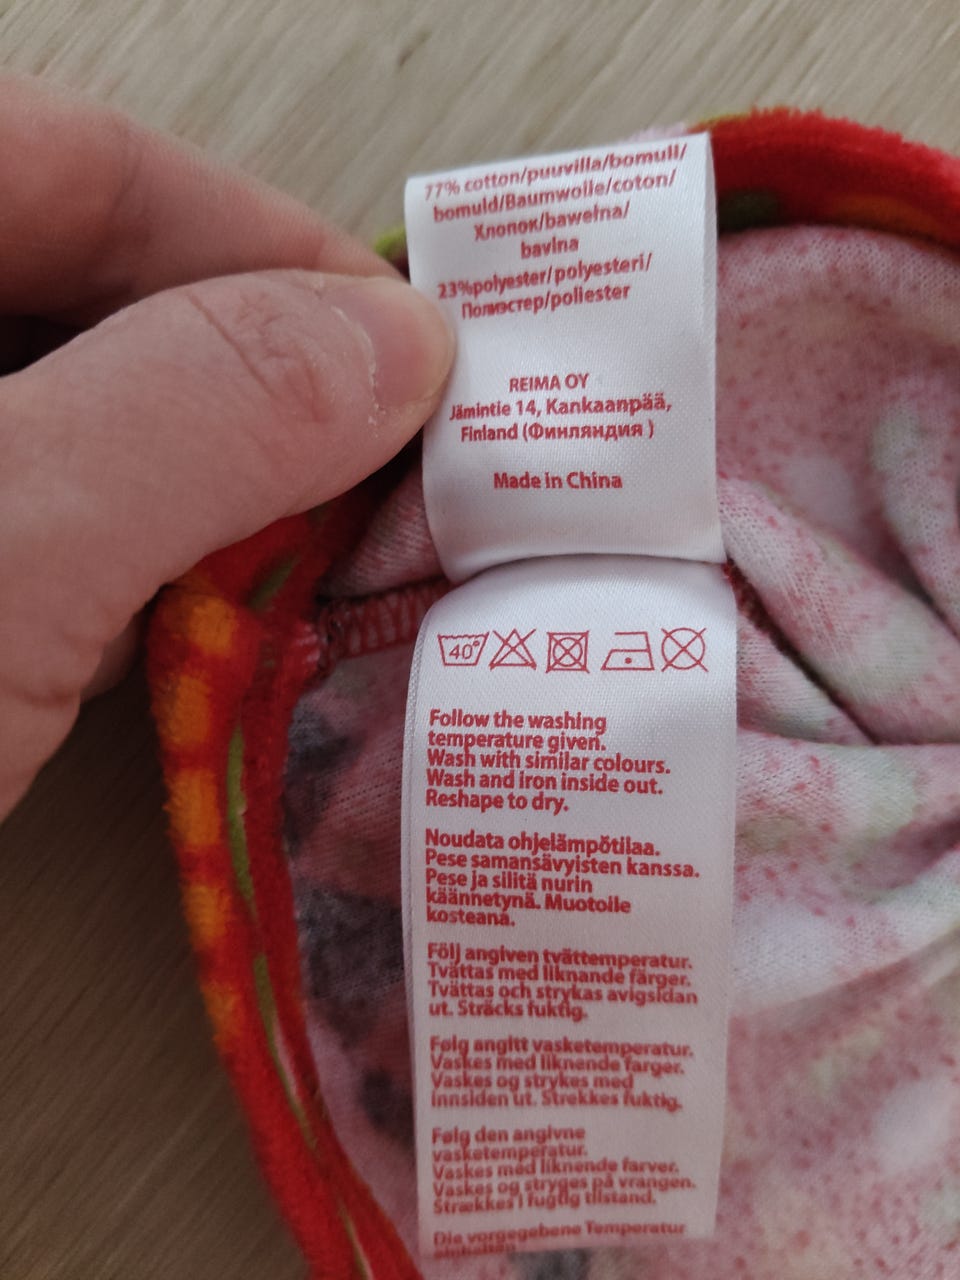 77% cotton/puuvilla/bomull/
bomuld/Baumwolle/coton/
Хлопок/bawełna/
bavlna
23%polyester/polyesteri/
Полиэстер/poliester
REIMA OY
Jämintie 14, Kankaanpää,
Finland (Финляндия )
Made in China
40°
Follow the washing
temperature given.
Wash with similar colours.
Wash and iron inside out.
Reshape to dry.
Noudata ohjelämpötilaa.
Pese samansävyisten kanssa.
Pese ja silitä nurin
käännetynä. Muotoile
kosteana.
Följ angiven tvättemperatur.
Tvättas med liknande färger.
Tvättas och strykas avigsidan
ut. Sträcks fuktig.
Følg angitt vasketemperatur.
Vaskes med liknende farger.
Vaskes og strykes med
innsiden ut. Strekkes fuktig.
Følg den angivne
vasketemperatur.
Vaskes med liknende farver.
Vaskes og stryges på vrangen.
Strækkes i fugtig tilstand.
Die vorgegebene Temperatur
einhalten